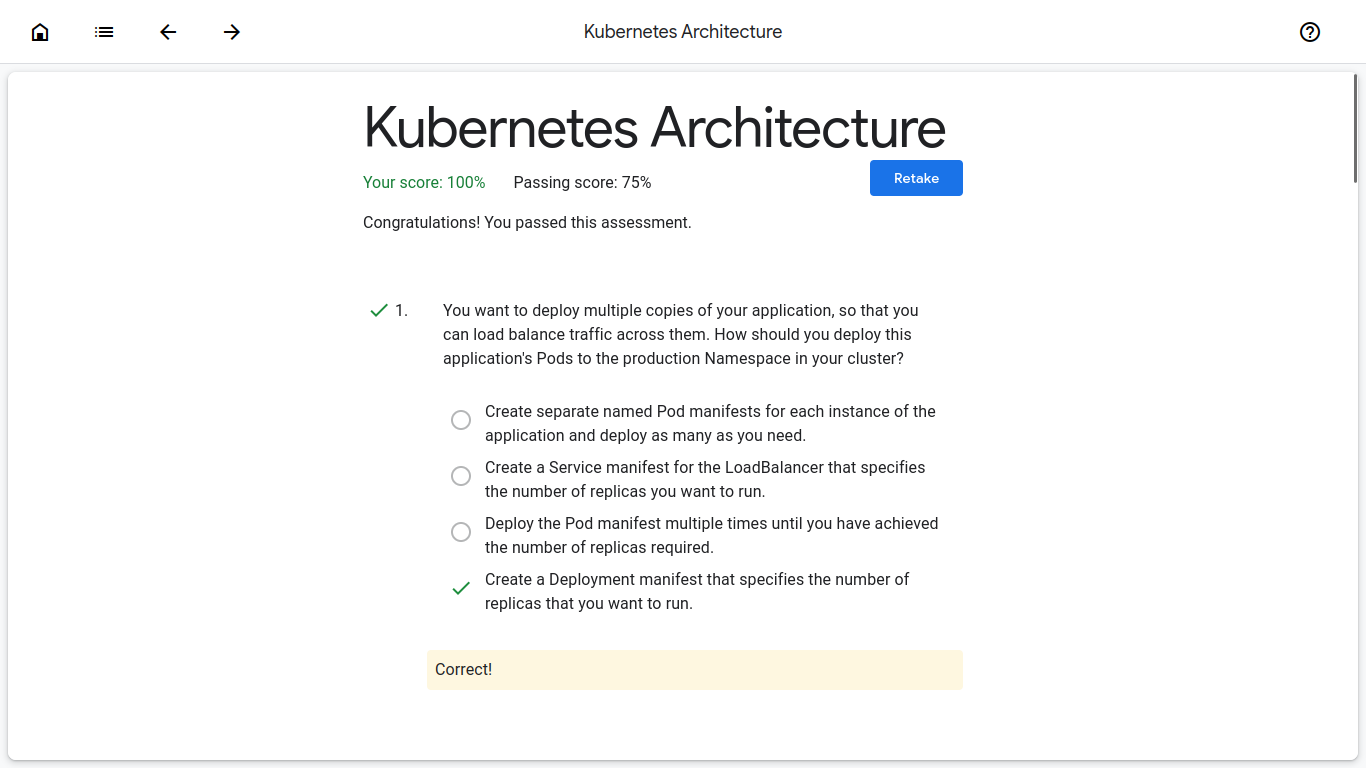 Kubernetes Architecture
Kubernetes Architecture
Your score: 100% Passing score: 75%
Retake
Congratulations! You passed this assessment.
1. You want to deploy multiple copies of your application, so that you
can load balance traffic across them. How should you deploy this
application's Pods to the production Namespace in your cluster?
Create separate named Pod manifests for each instance of the
application and deploy as many as you need.
Create a Service manifest for the LoadBalancer that specifies
the number of replicas you want to run.
Deploy the Pod manifest multiple times until you have achieved
the number of replicas required.
Create a Deployment manifest that specifies the number of
replicas that you want to run.
Correct!